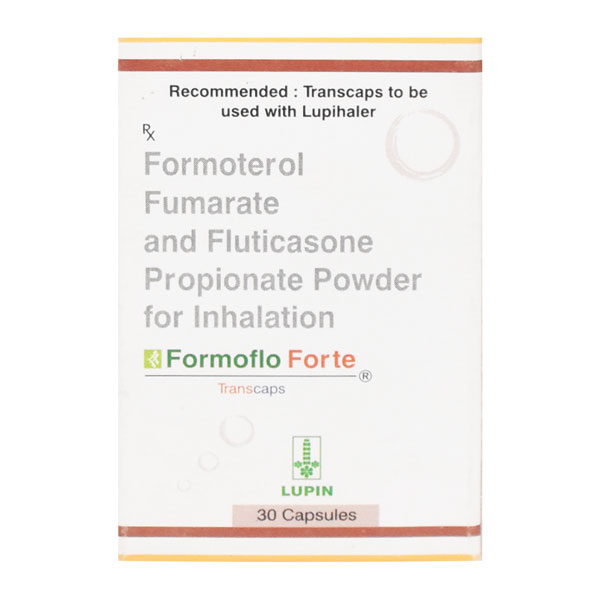 Recommended : Transcaps to be
used with Lupihaler
Rx
Formoterol
Fumarate
and Fluticasone
Propionate Powder
for Inhalation
Formoflo Forte ®
Transcaps
LUPIN
30 Capsules